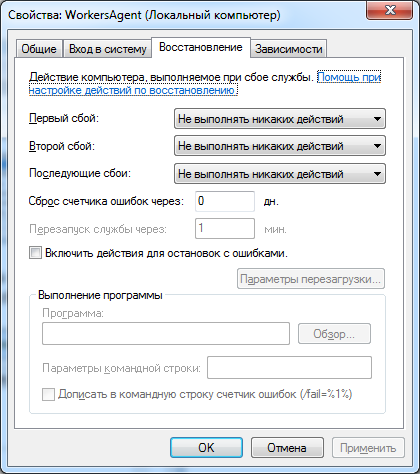 Свойства: WorkersAgent (Локальный компьютер)
Общие Вход в систему Восстановление Зависимости
Действие компьютера, выполняемое при сбое службы. Помощь при
настройке действий по восстановлению.
Первый сбой: Не выполнять никаких действий
Второй сбой: Не выполнять никаких действий
Последующие сбои: Не выполнять никаких действий
Сброс счетчика ошибок через: 0 дн.
Перезапуск службы через: 1 мин.
Включить действия для остановок с ошибками.
Параметры перезагрузки...
Выполнение программы
Программа:
Обзор...
Параметры командной строки:
Дописать в командную строку счетчик ошибок (/fail=%1%)
OK Отмена Применить